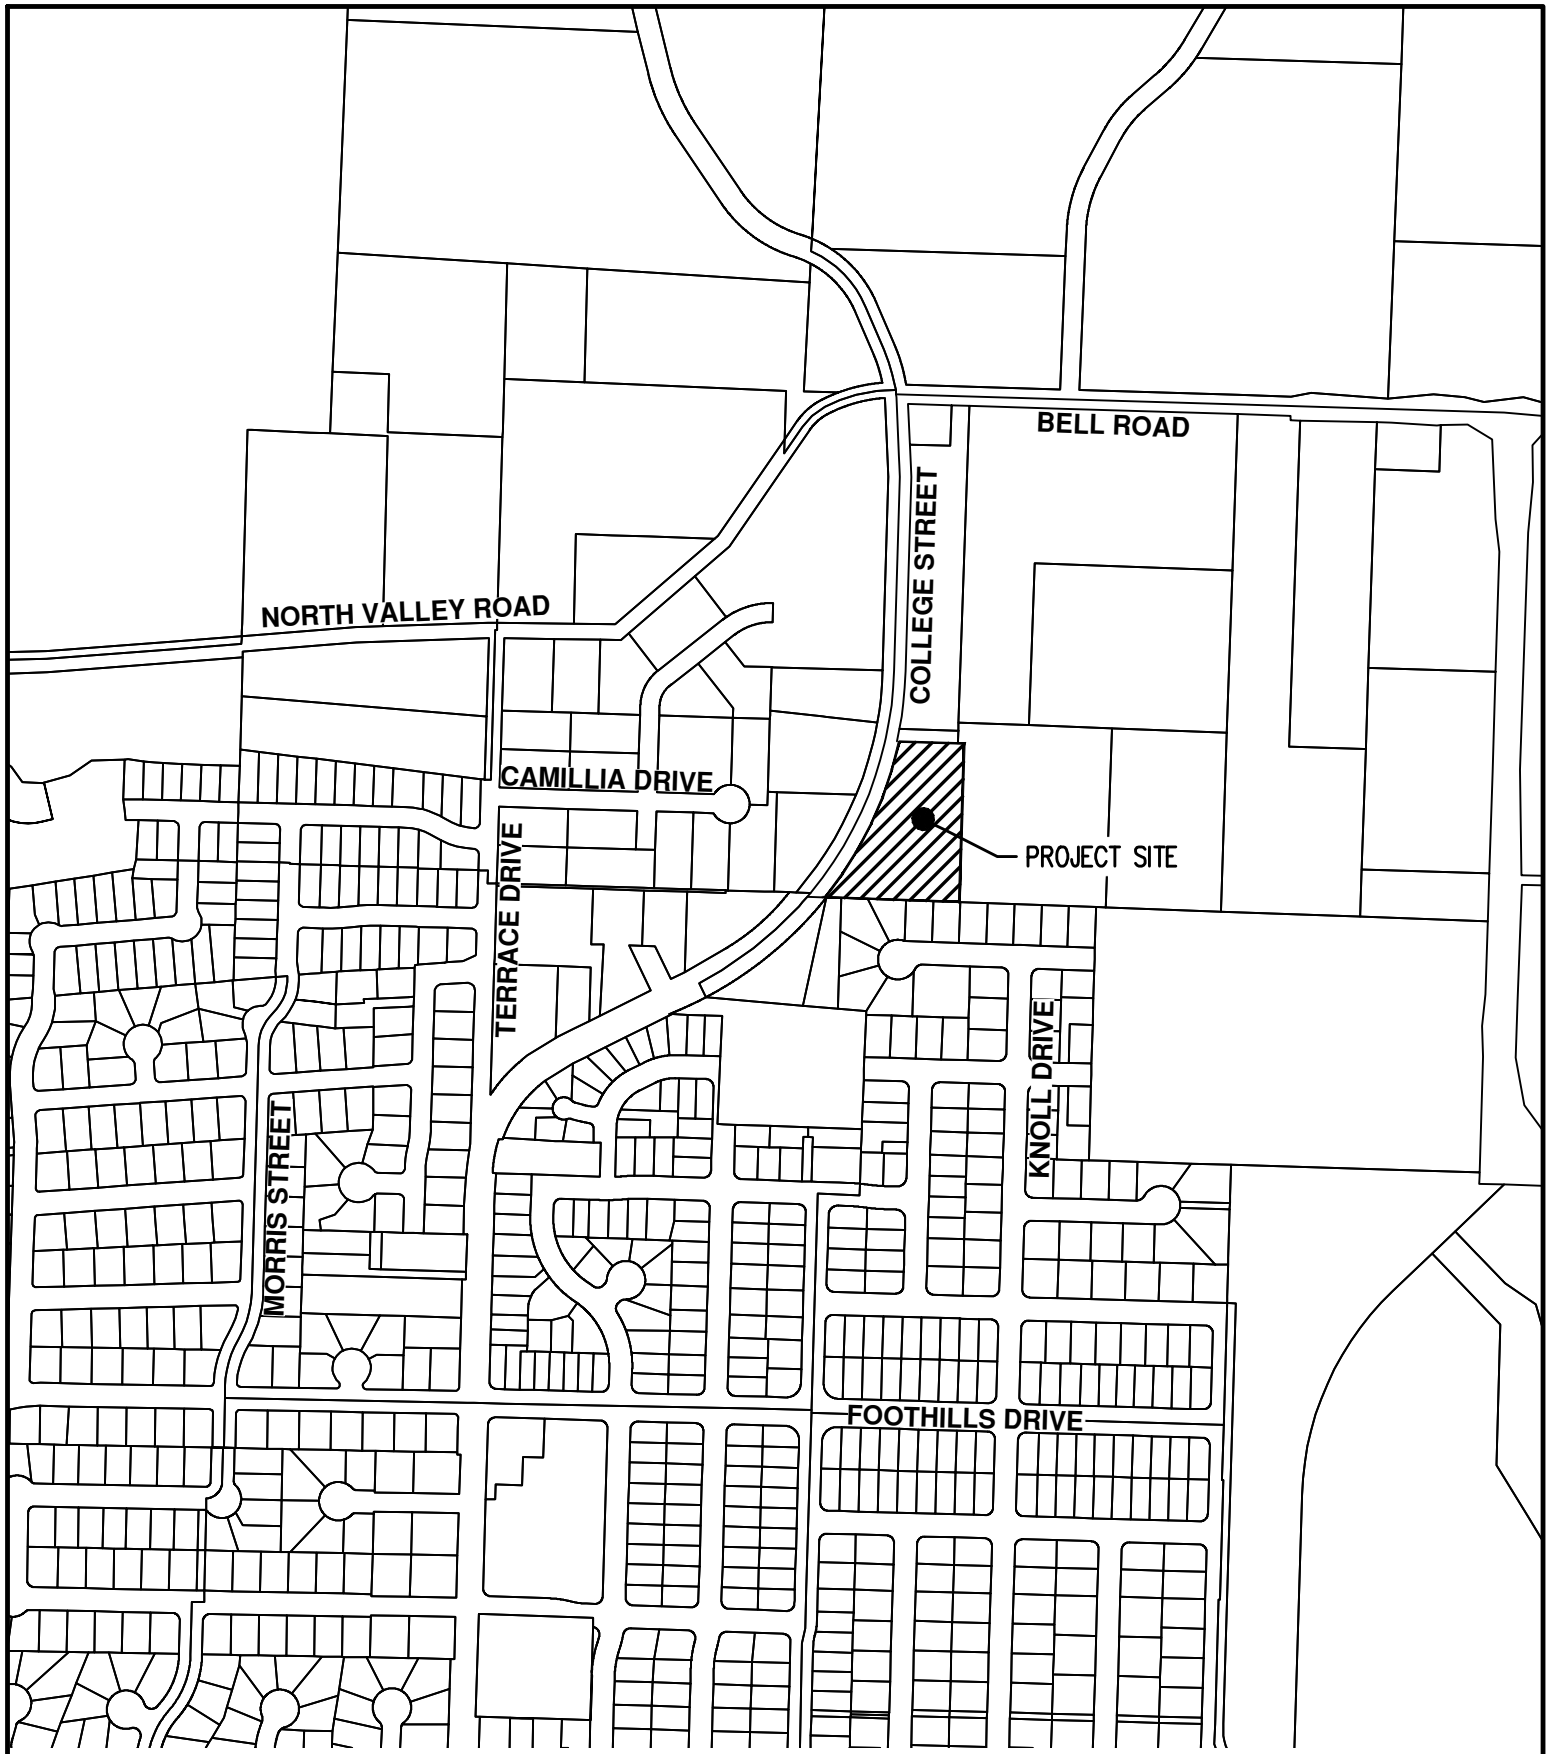 BELL ROAD
COLLEGE STREET
NORTH VALLEY ROAD
CAMILLIA DRIVE
TERRACE DRIVE
PROJECT SITE
KNOLL DRIVE
MORRIS STREET
FOOTHILLS DRIVE